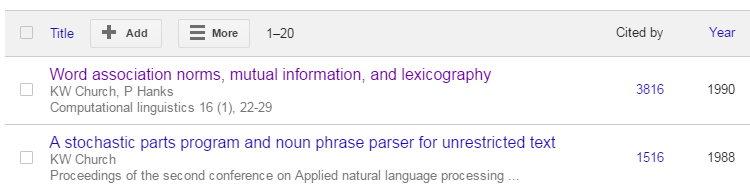 Title Add More 1–20 Cited by Year
Word association norms, mutual information, and lexicography 3816 1990
KW Church, P Hanks
Computational linguistics 16 (1), 22-29
A stochastic parts program and noun phrase parser for unrestricted text 1516 1988
KW Church
Proceedings of the second conference on Applied natural language processing ...